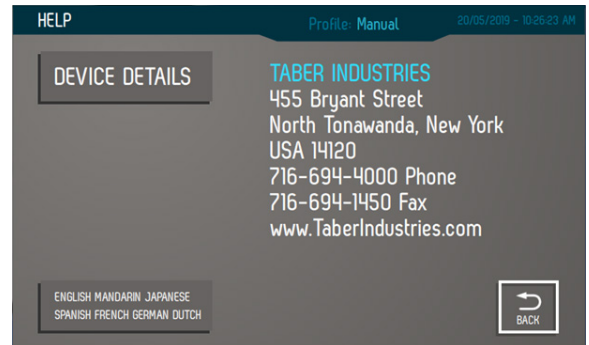 HELP
Profile: Manual
20/05/2019 - 10:26:23 AM
DEVICE DETAILS
TABER INDUSTRIES
455 Bryant Street
North Tonawanda, New York
USA 14120
716-694-4000 Phone
716-694-1450 Fax
www.TaberIndustries.com
ENGLISH MANDARIN JAPANESE
SPANISH FRENCH GERMAN DUTCH
BACK